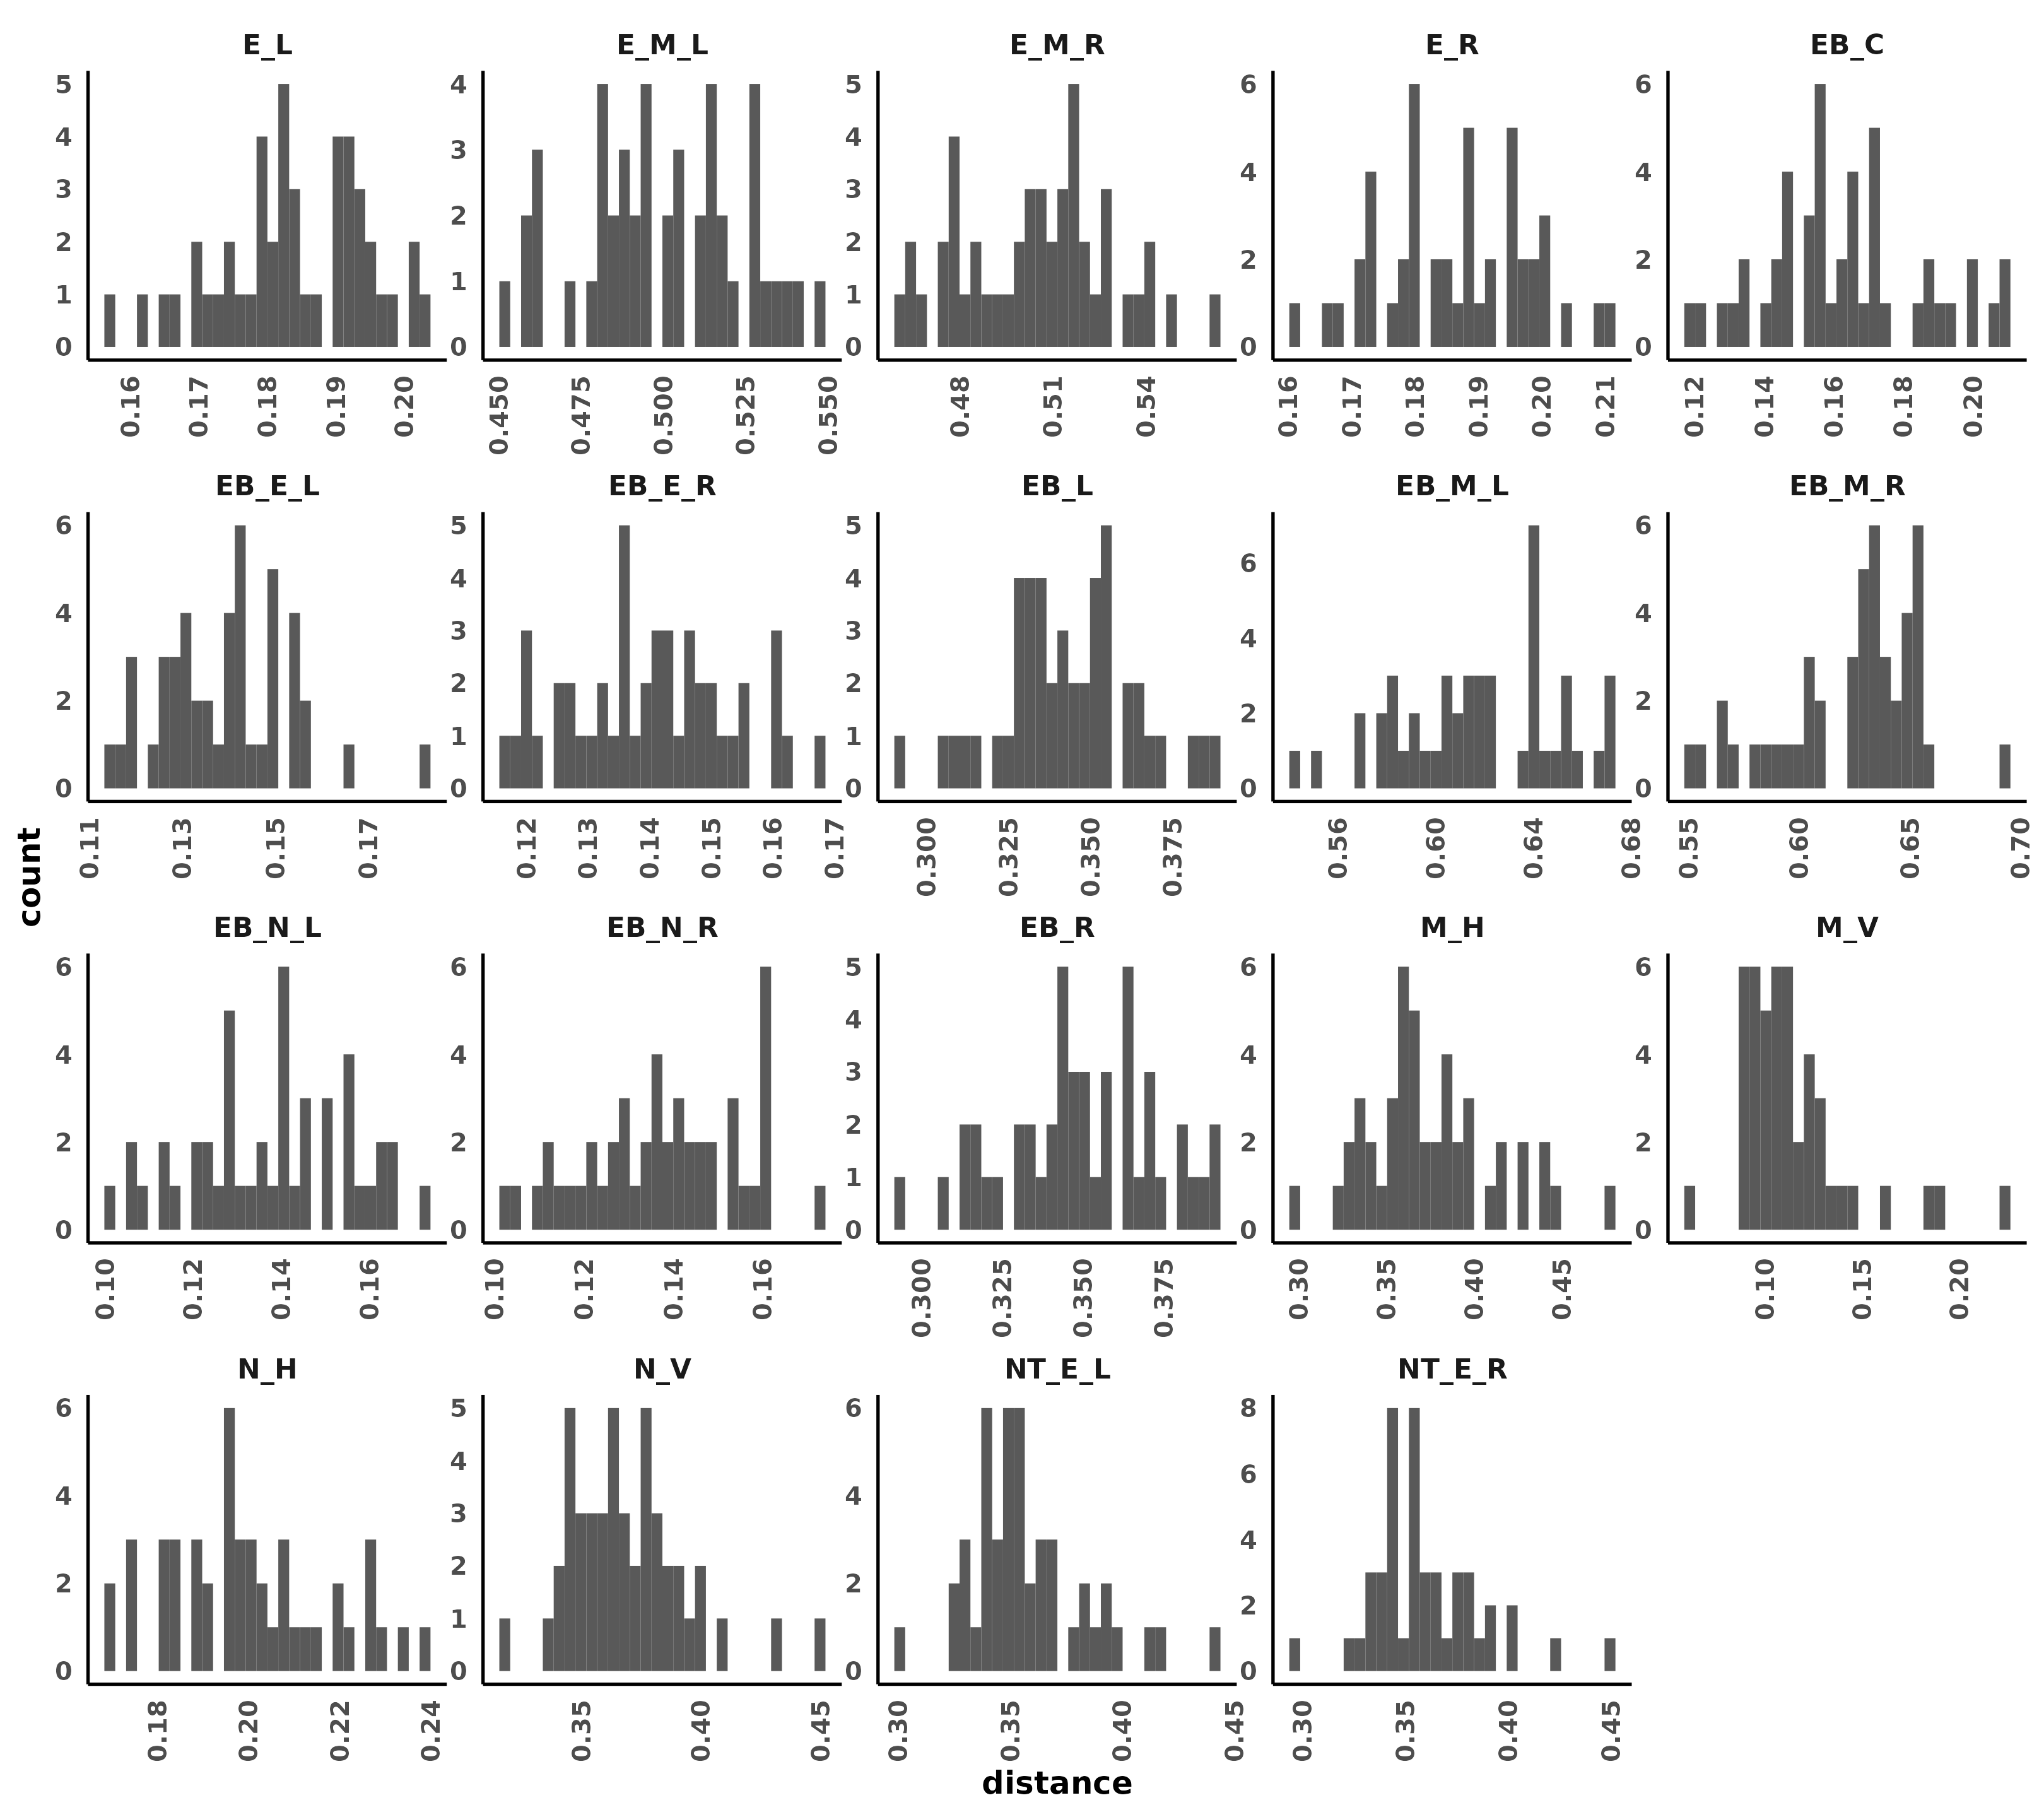 E_L E_M_L E_M_R E_R EB_C
5 4 3 2 1 0
4 3 2 1 0
5 4 3 2 1 0
6 4 2 0
6 4 2 0
0.16 0.17 0.18 0.19 0.20
0.450 0.475 0.500 0.525 0.550
0.48 0.51 0.54
0.16 0.17 0.18 0.19 0.20 0.21
0.12 0.14 0.16 0.18 0.20
EB_E_L EB_E_R EB_L EB_M_L EB_M_R
6 4 2 0
5 4 3 2 1 0
5 4 3 2 1 0
6 4 2 0
6 4 2 0
0.11 0.13 0.15 0.17
0.12 0.13 0.14 0.15 0.16 0.17
0.300 0.325 0.350 0.375
0.56 0.60 0.64 0.68
0.55 0.60 0.65 0.70
count
EB_N_L EB_N_R EB_R M_H M_V
6 4 2 0
6 4 2 0
5 4 3 2 1 0
6 4 2 0
6 4 2 0
0.10 0.12 0.14 0.16
0.10 0.12 0.14 0.16
0.300 0.325 0.350 0.375
0.30 0.35 0.40 0.45
0.10 0.15 0.20
N_H N_V NT_E_L NT_E_R
6 4 2 0
5 4 3 2 1 0
6 4 2 0
8 6 4 2 0
0.18 0.20 0.22 0.24
0.35 0.40 0.45
0.30 0.35 0.40 0.45
0.30 0.35 0.40 0.45
distance